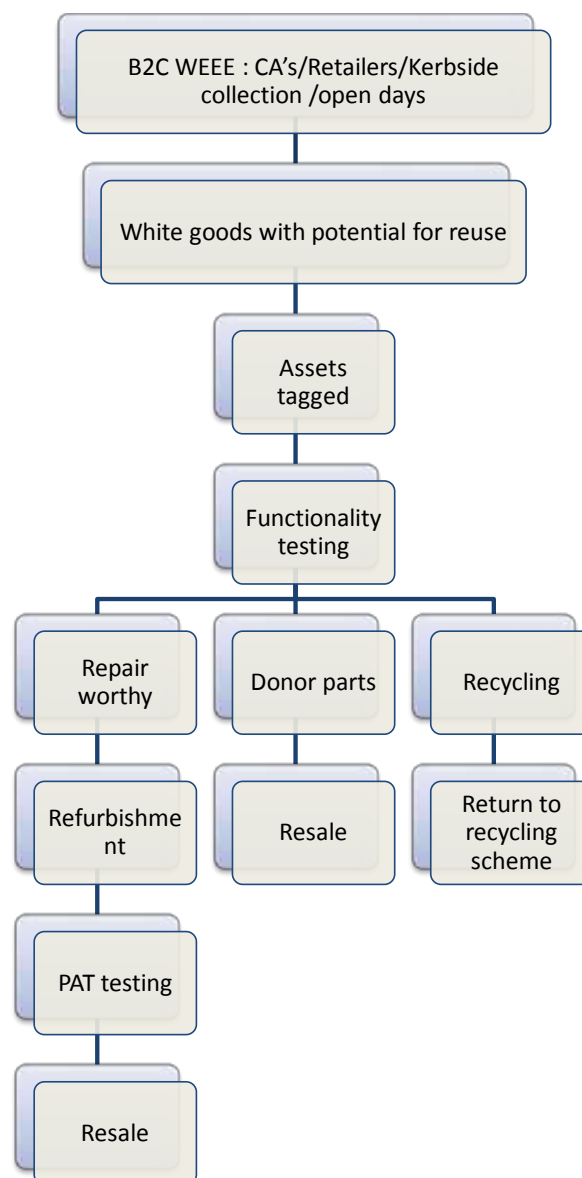 B2C WEEE : CA's/Retailers/Kerbside
collection /open days
White goods with potential for reuse
Assets
tagged
Functionality
testing
Repair
worthy
Donor parts
Recycling
Refurbishme
nt
Resale
Return to
recycling
scheme
PAT testing
Resale